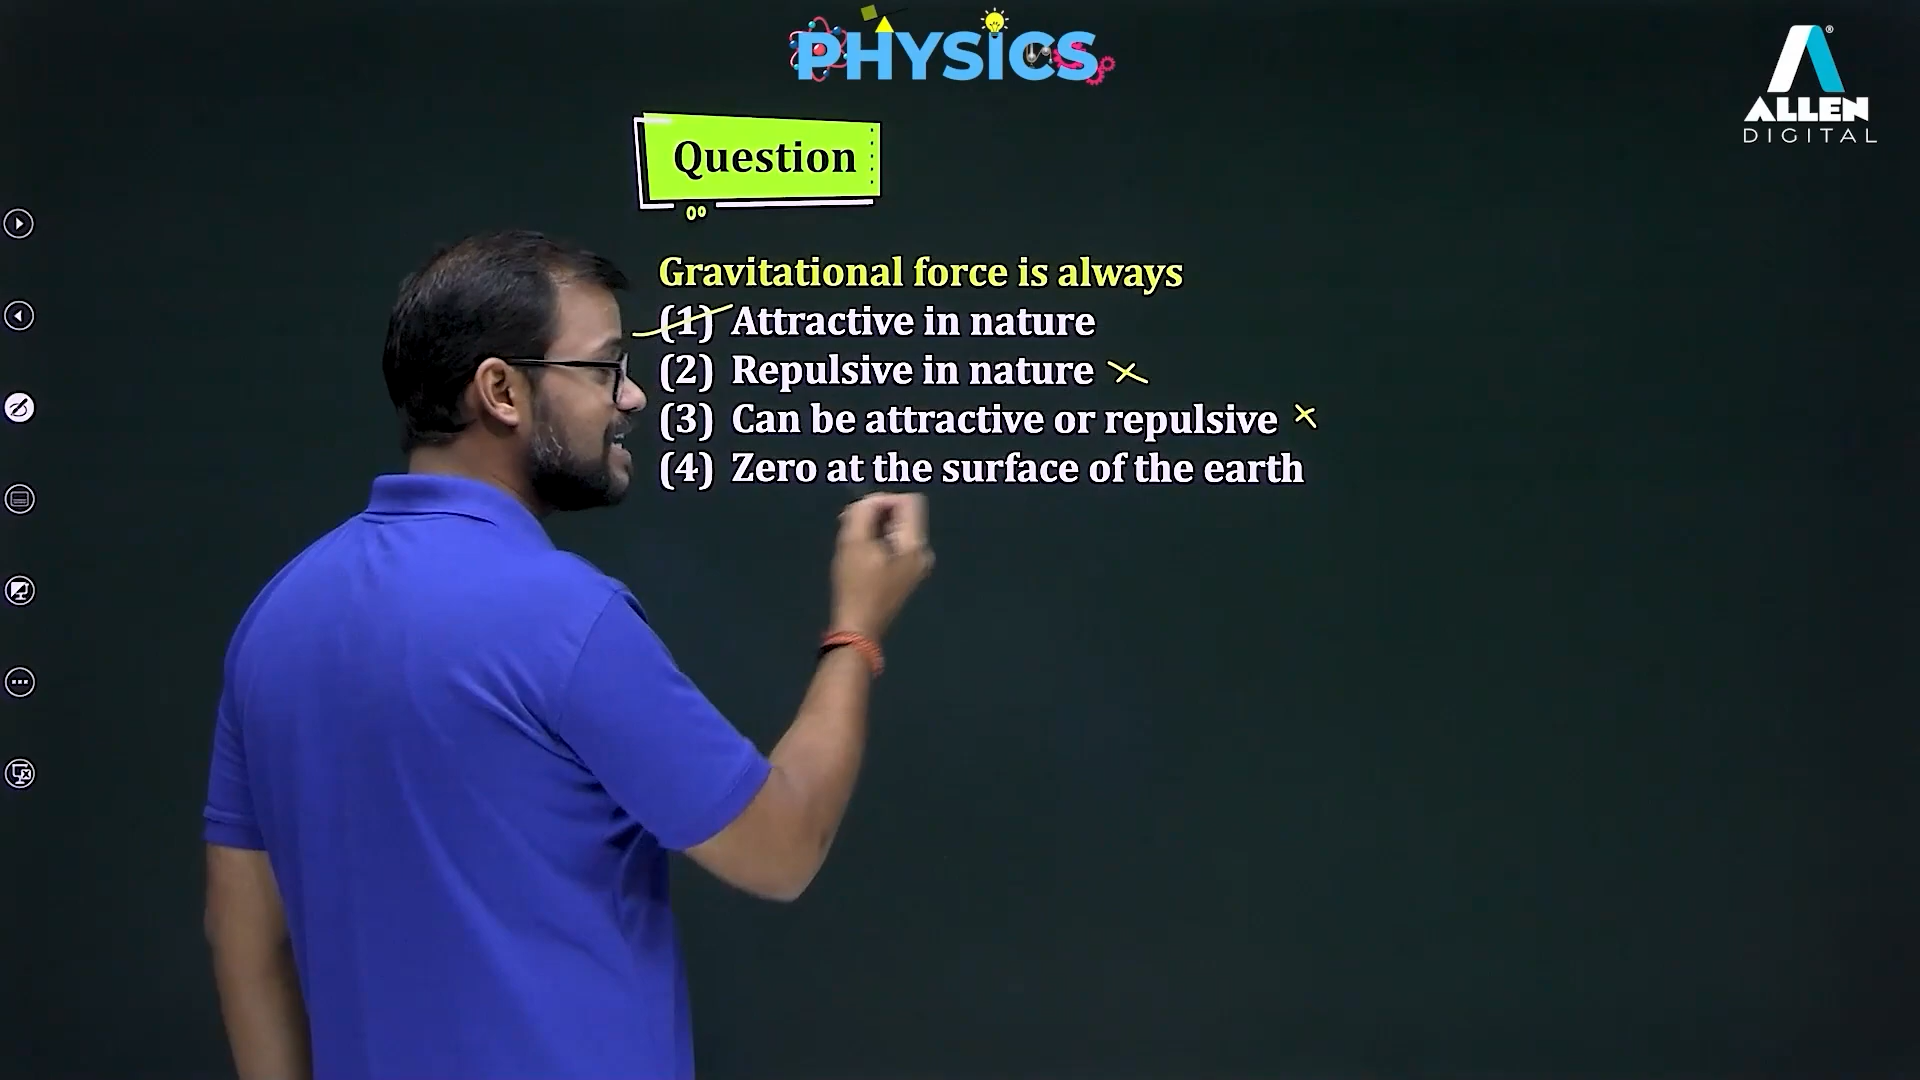 PHYSICS
ALLEN
DIGITAL
Question
Gravitational force is always
(1) Attractive in nature
(2) Repulsive in nature
(3) Can be attractive or repulsive
(4) Zero at the surface of the earth